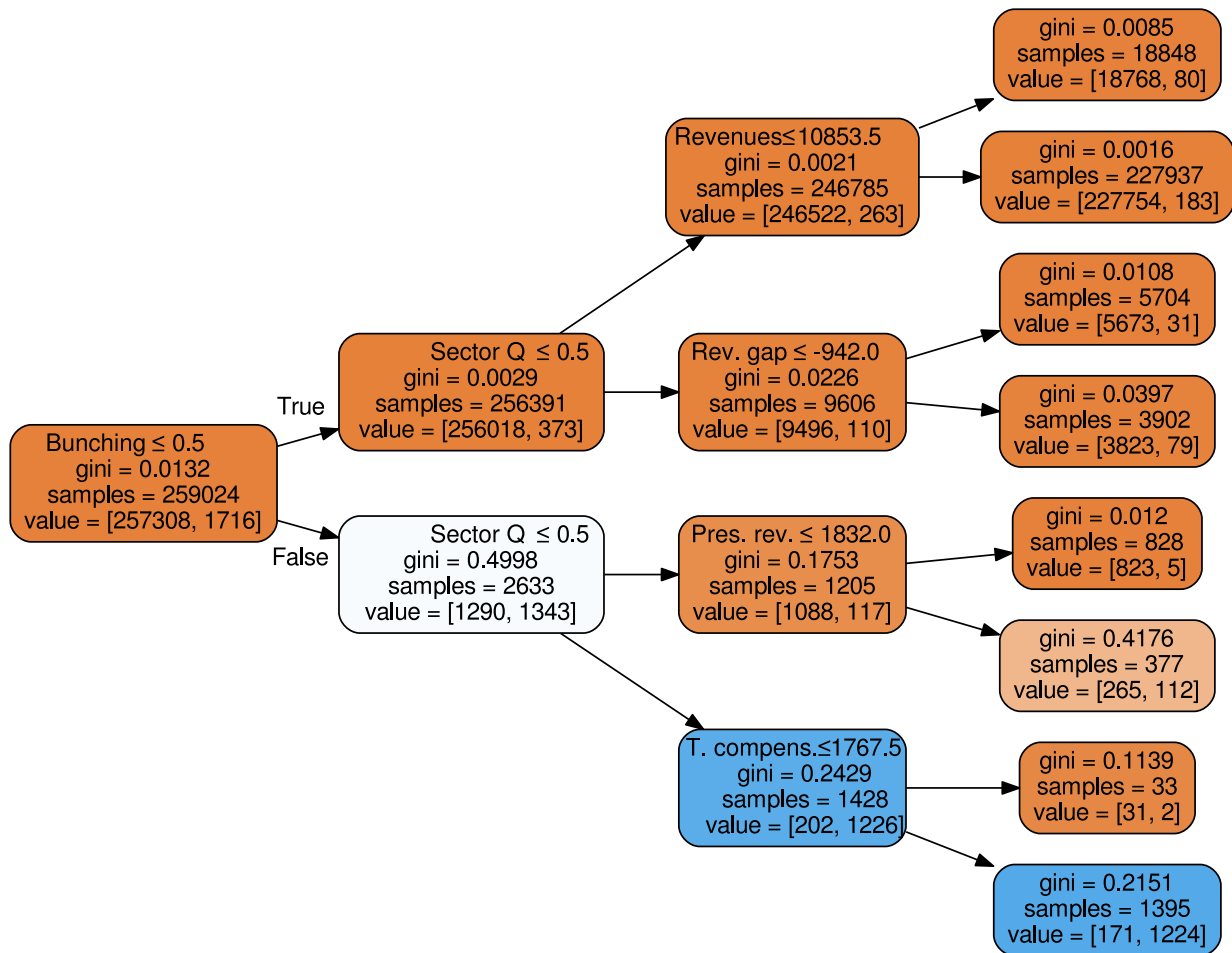 Bunching ≤ 0.5
gini = 0.0132
samples = 259024
value = [257308, 1716]
True
False
Sector Q ≤ 0.5
gini = 0.0029
samples = 256391
value = [256018, 373]
Sector Q ≤ 0.5
gini = 0.4998
samples = 2633
value = [1290, 1343]
Revenues≤10853.5
gini = 0.0021
samples = 246785
value = [246522, 263]
Rev. gap ≤ -942.0
gini = 0.0226
samples = 9606
value = [9496, 110]
Pres. rev. ≤ 1832.0
gini = 0.1753
samples = 1205
value = [1088, 117]
T. compens.≤1767.5
gini = 0.2429
samples = 1428
value = [202, 1226]
gini = 0.0085
samples = 18848
value = [18768, 80]
gini = 0.0016
samples = 227937
value = [227754, 183]
gini = 0.0108
samples = 5704
value = [5673, 31]
gini = 0.0397
samples = 3902
value = [3823, 79]
gini = 0.012
samples = 828
value = [823, 5]
gini = 0.4176
samples = 377
value = [265, 112]
gini = 0.1139
samples = 33
value = [31, 2]
gini = 0.2151
samples = 1395
value = [171, 1224]